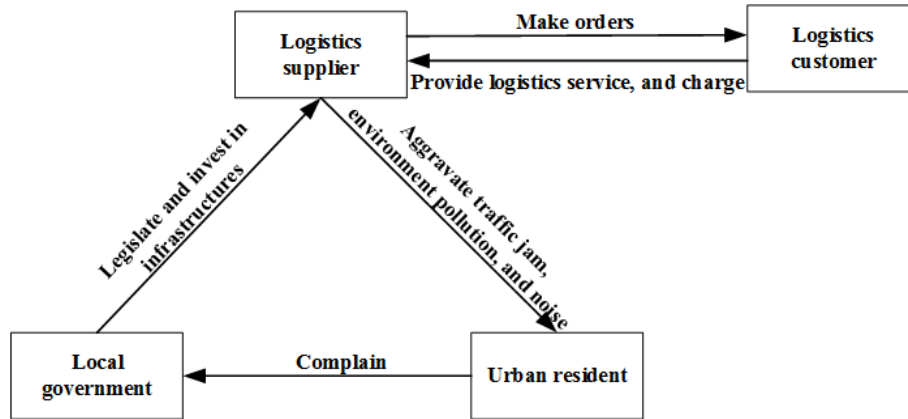 Logistics
supplier
Make orders
Logistics
customer
Provide logistics service, and charge
Legislate and invest in
infrastructures
Aggravate traffic jam,
environment pollution, and noise
Local
government
Complain
Urban resident